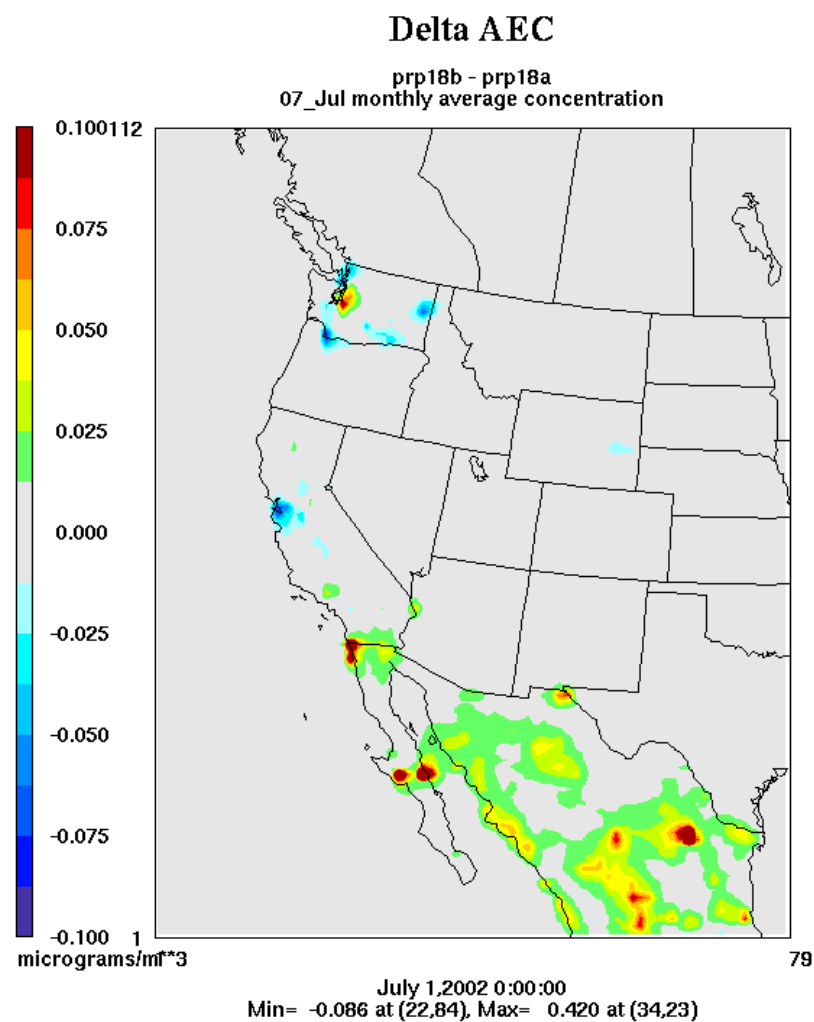 Delta AEC
prp18b - prp18a
07_Jul monthly average concentration
0.100
112
0.075
0.050
0.025
0.000
-0.025
-0.050
-0.075
-0.100
1
micrograms/m**3
79
July 1,2002 0:00:00
Min= -0.086 at (22,84), Max= 0.420 at (34,23)